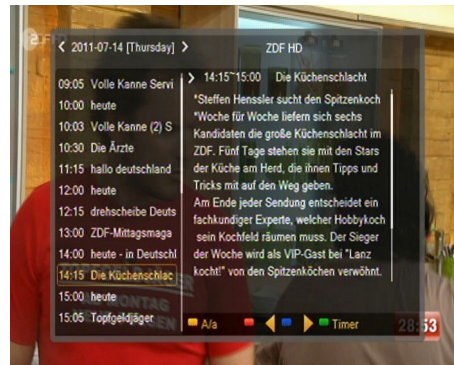 2011-07-14 [Thursday]
ZDF HD
09:05 Volle Kanne Servi
10:00 heute
10:03 Volle Kanne (2) S
10:30 Die Ärzte
11:15 hallo deutschland
12:00 heute
12:15 drehscheibe Deuts
13:00 ZDF-Mittagsmaga
14:00 heute - in Deutschl
14:15 Die Küchenschlac
15:00 heute
15:05 Topfgeldjäger
14:15~15:00 Die Küchenschlacht
*Steffen Henssler sucht den Spitzenkoch
*Woche für Woche liefern sich sechs
Kandidaten die große Küchenschlacht im
ZDF. Fünf Tage stehen sie mit den Stars
der Küche am Herd, die ihnen Tipps und
Tricks mit auf den Weg geben.
Am Ende jeder Sendung entscheidet ein
fachkundiger Experte, welcher Hobbykoch
sein Kochfeld räumen muss. Der Sieger
der Woche wird als VIP-Gast bei "Lanz
kocht!" von den Spitzenköchen verwöhnt.
A/a
Timer
28:53